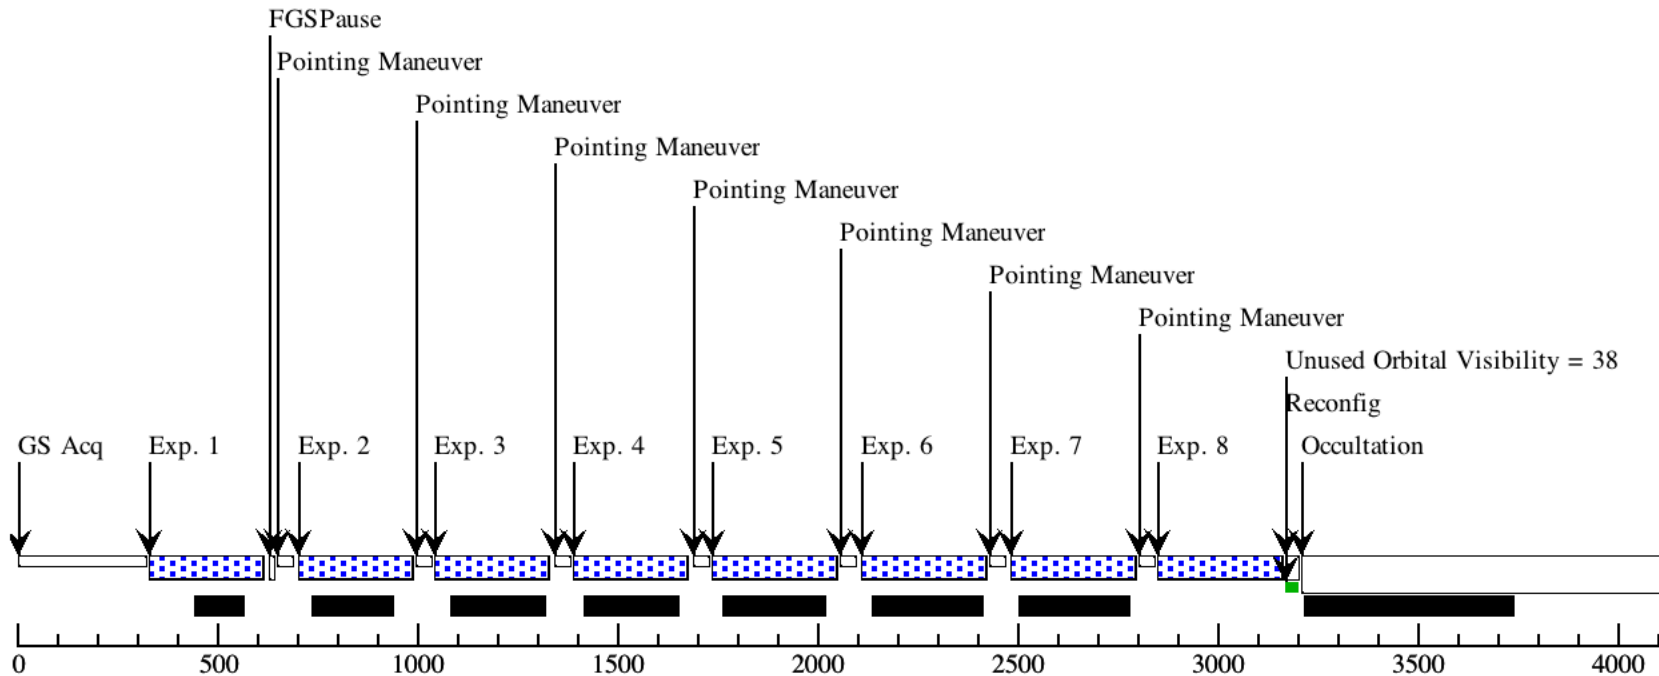 FGSPause
Pointing Maneuver
Pointing Maneuver
Pointing Maneuver
Pointing Maneuver
Pointing Maneuver
Pointing Maneuver
Pointing Maneuver
Unused Orbital Visibility = 38
Reconfig
GS Acq Exp. 1 Exp. 2 Exp. 3 Exp. 4 Exp. 5 Exp. 6 Exp. 7 Exp. 8 Occultation
0 500 1000 1500 2000 2500 3000 3500 4000